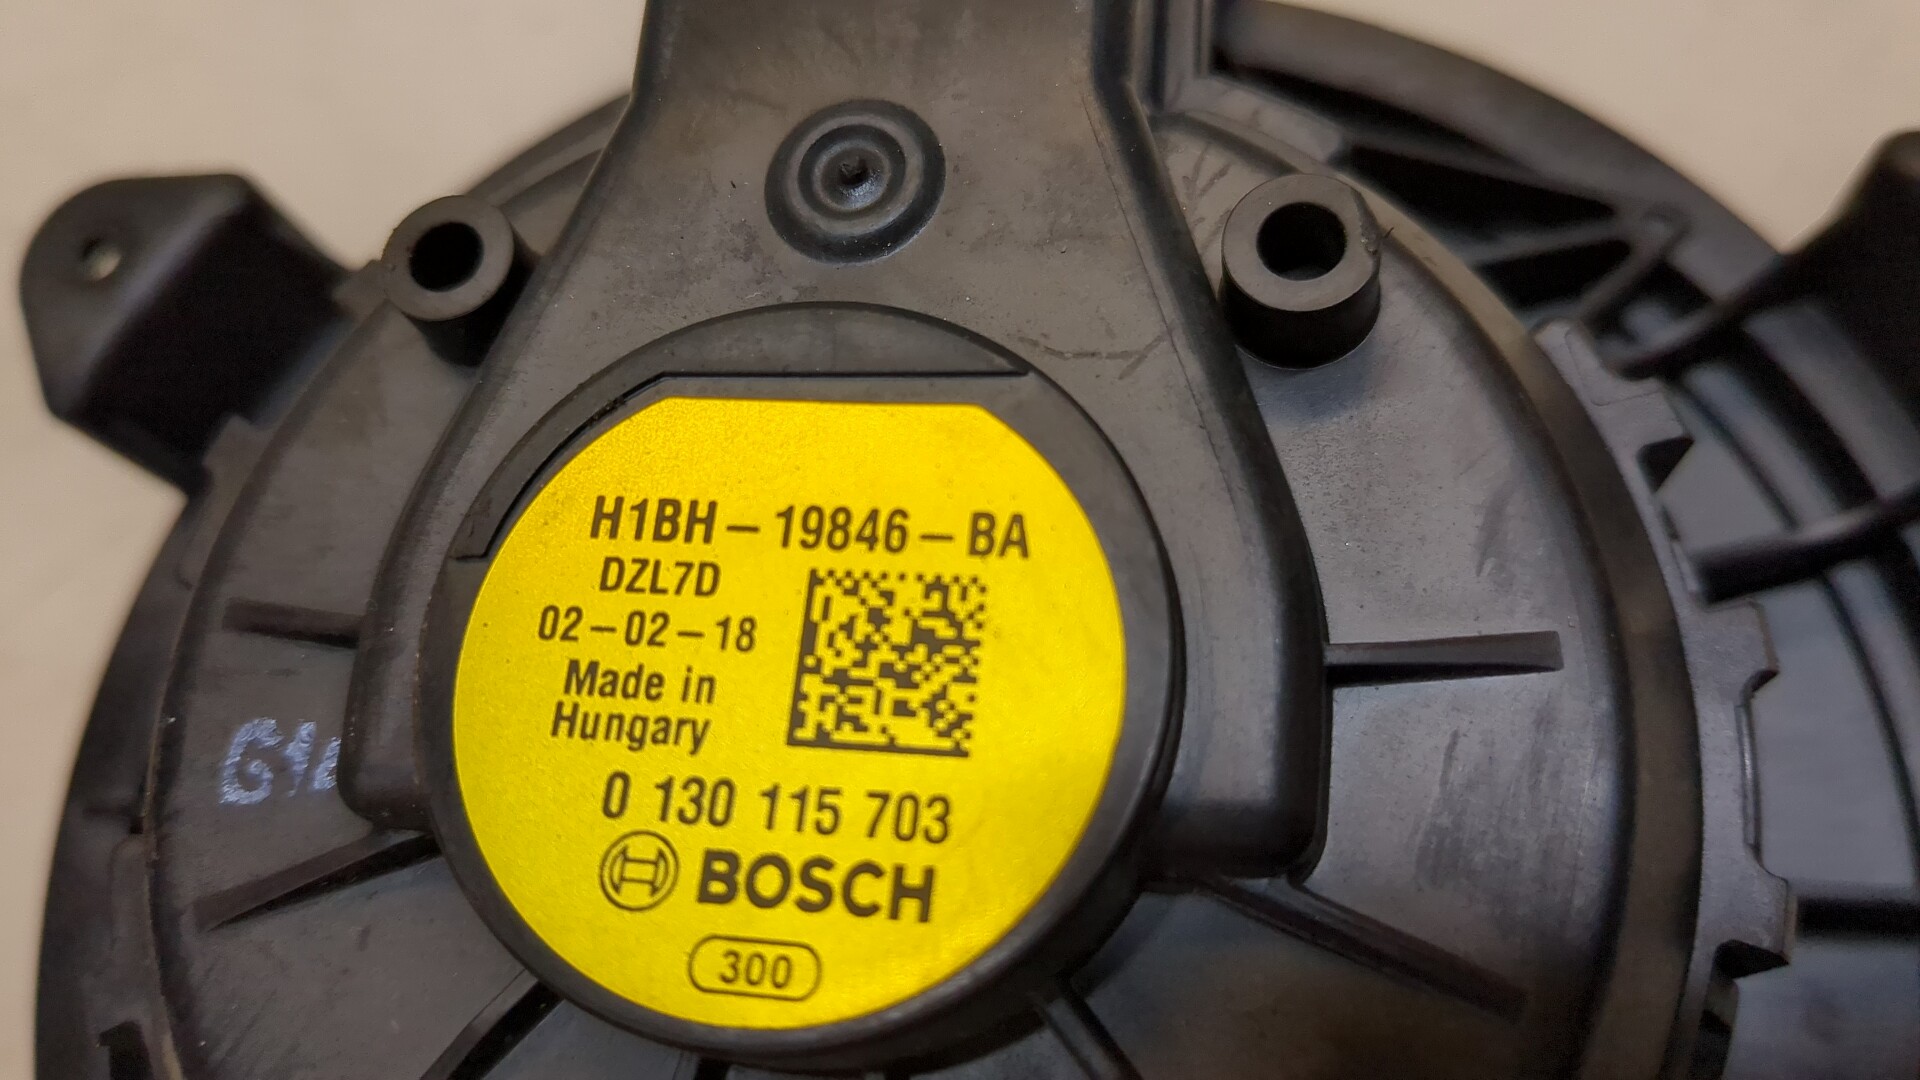 H1BH – 19846 – BA
DZL7D
02 – 02 – 18
Made in
Hungary
0 130 115 703
BOSCH
300